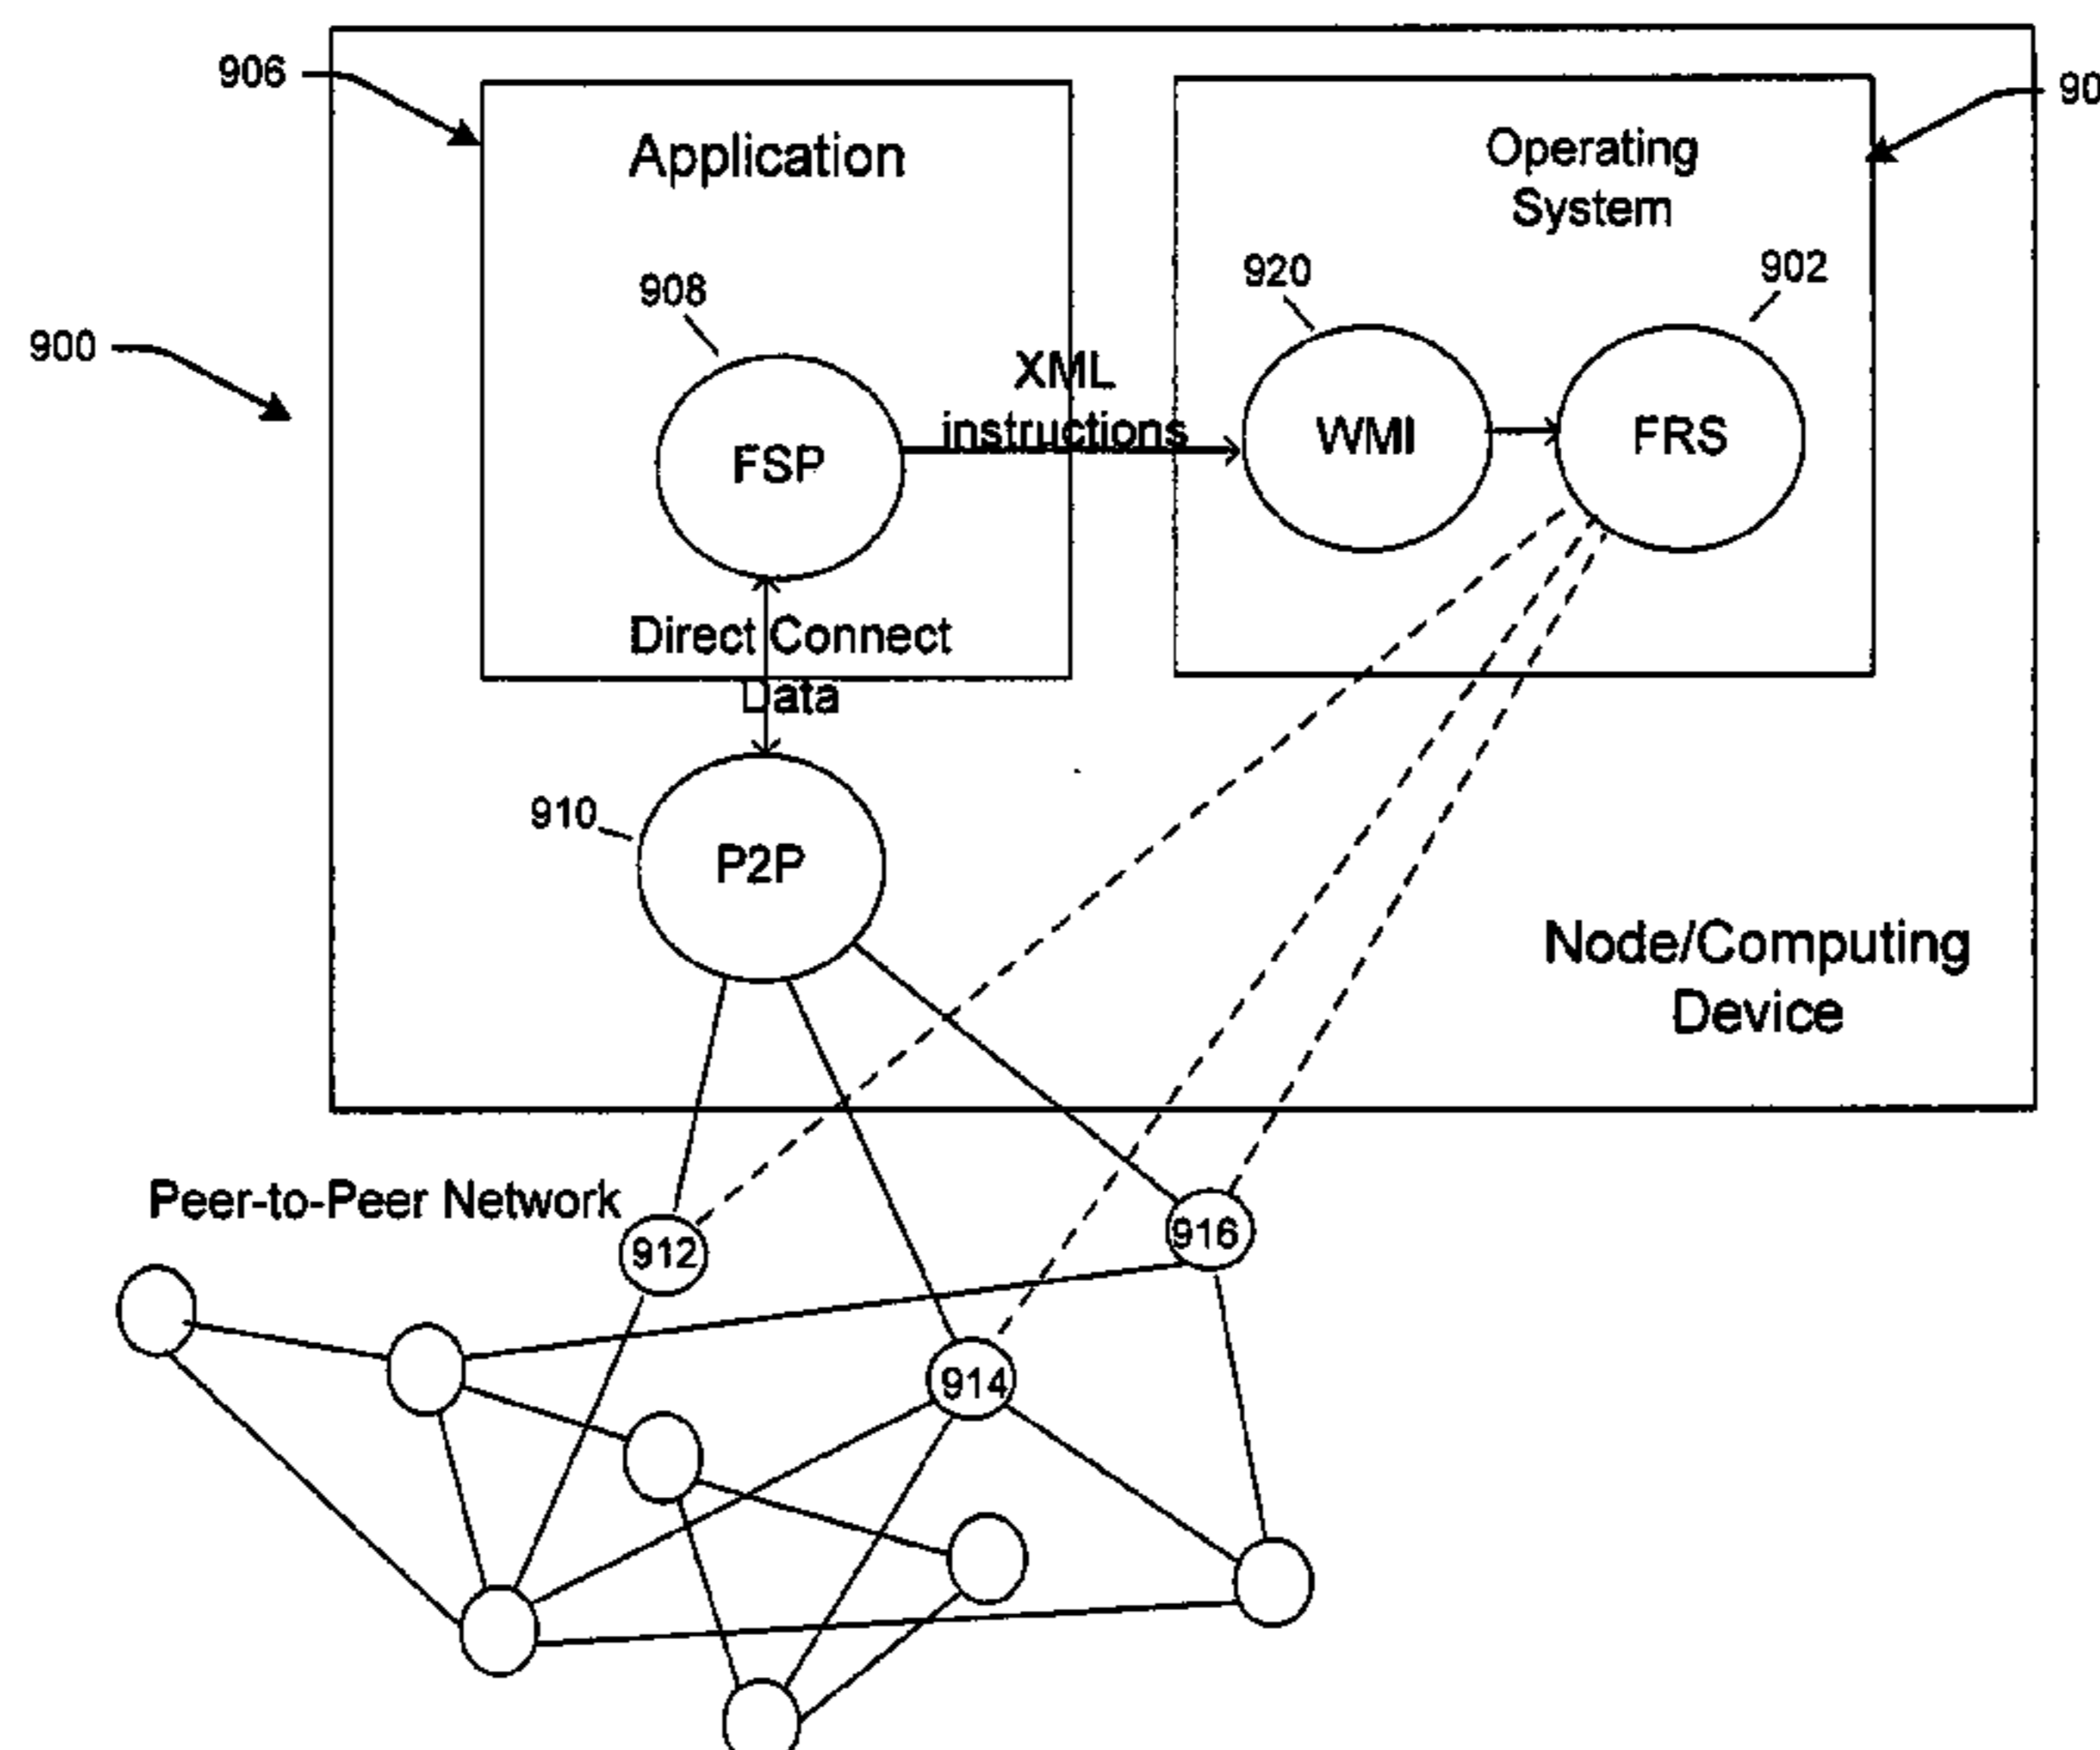 906
Application
Operating
System
908
920
902
900
XML
instructions
FSP
WMI
FRS
Direct Connect
Data
910
P2P
Node/Computing
Device
Peer-to-Peer Network
912
916
914